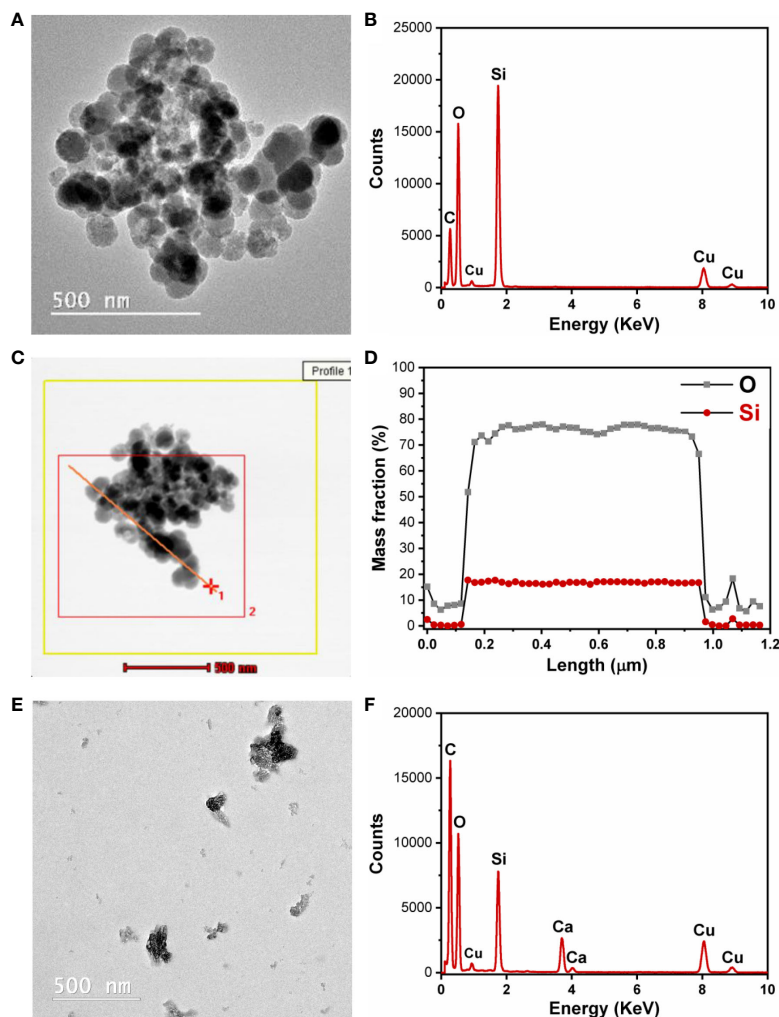 A
500 nm
B
25000
20000
15000
10000
5000
0
Counts
C
O
Cu
Si
Cu
Cu
0 2 4 6 8 10
Energy (KeV)
C
Profile 1
1
2
500 nm
D
100
90
80
70
60
50
40
30
20
10
0
Mass fraction (%)
O
Si
0.0 0.2 0.4 0.6 0.8 1.0 1.2
Length (μm)
E
500 nm
F
20000
15000
10000
5000
0
Counts
C
O
Cu
Si
Ca
Ca
Cu
Cu
0 2 4 6 8 10
Energy (KeV)